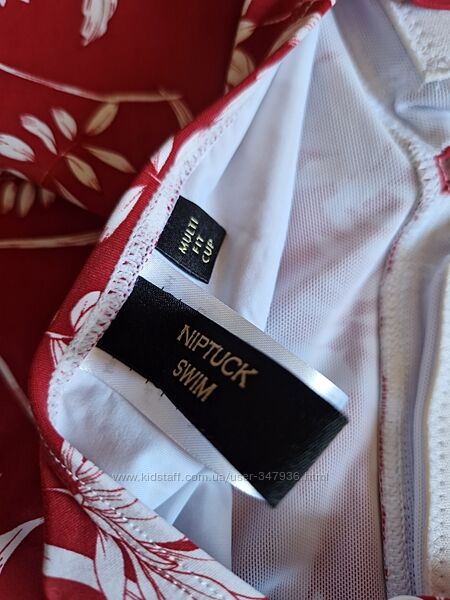 MULTI
FIT
CUP
NIPTUCK
SWIM
www.kidstaff.com.ua/user-347936.html